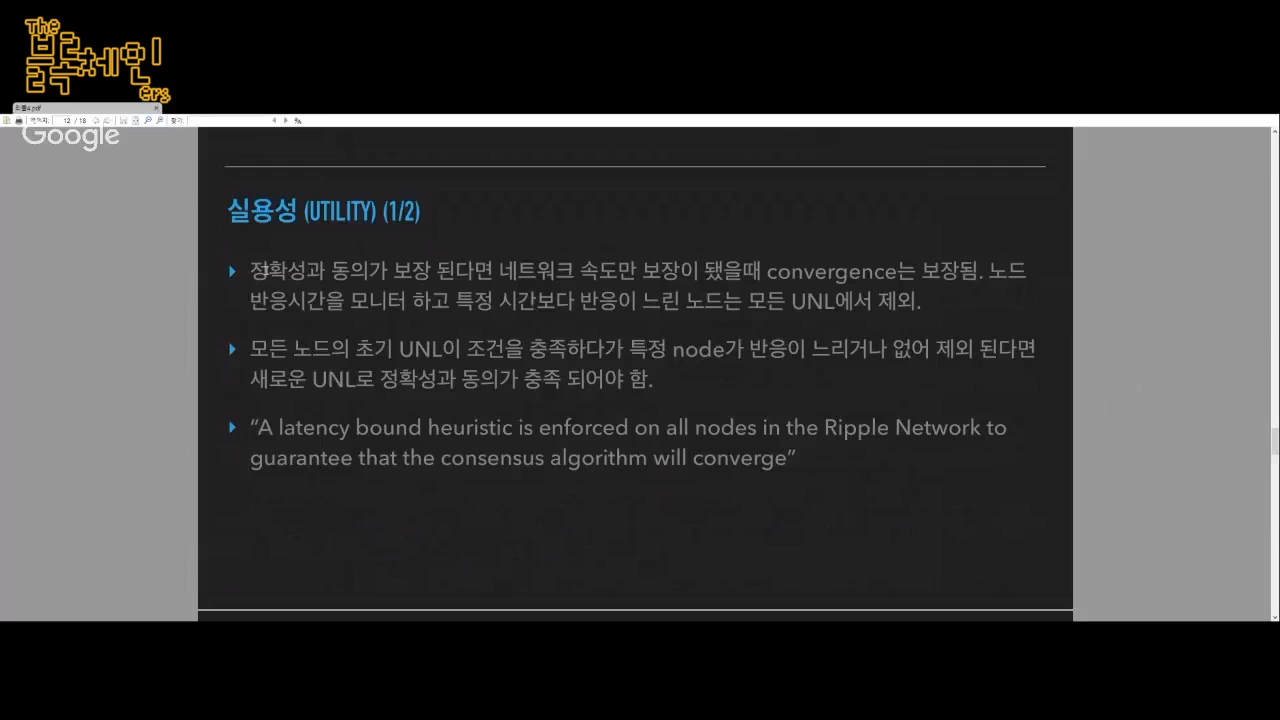 The
블록체인
ers
리플4.pdf
12 / 18
찾기:
Google
실용성 (UTILITY) (1/2)
정확성과 동의가 보장 된다면 네트워크 속도만 보장이 됐을때 convergence는 보장됨. 노드
반응시간을 모니터 하고 특정 시간보다 반응이 느린 노드는 모든 UNL에서 제외.
모든 노드의 초기 UNL이 조건을 충족하다가 특정 node가 반응이 느리거나 없어 제외 된다면
새로운 UNL로 정확성과 동의가 충족 되어야 함.
“A latency bound heuristic is enforced on all nodes in the Ripple Network to
guarantee that the consensus algorithm will converge”